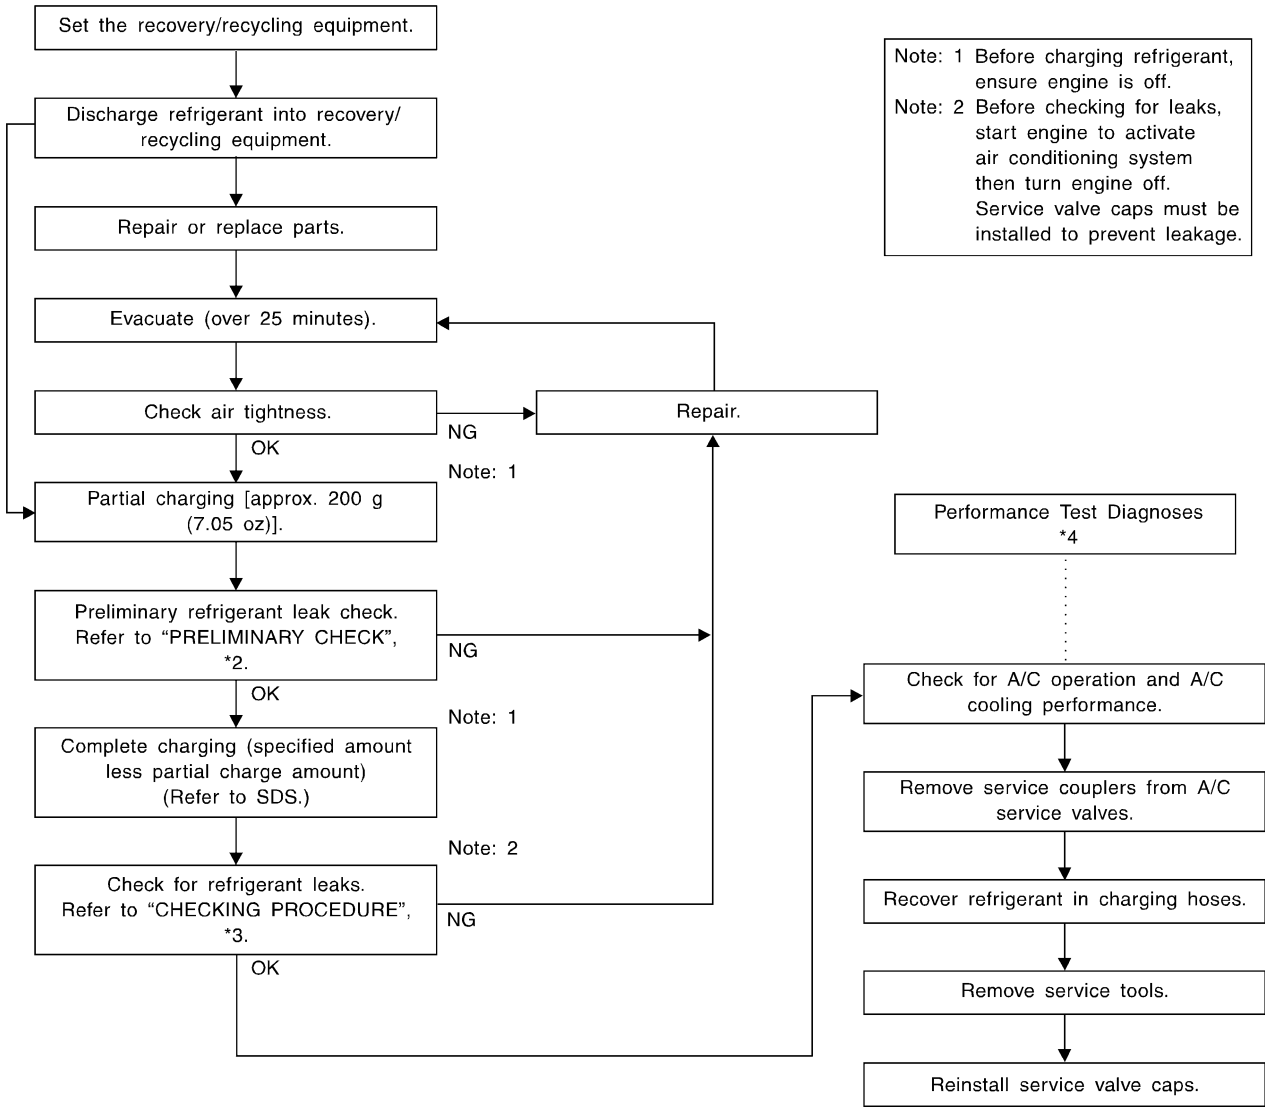 Set the recovery/recycling equipment.
Discharge refrigerant into recovery/
recycling equipment.
Repair or replace parts.
Evacuate (over 25 minutes).
Check air tightness.
NG
OK
Repair.
Note: 1
Partial charging [approx. 200 g
(7.05 oz)].
Preliminary refrigerant leak check.
Refer to “PRELIMINARY CHECK”,
*2.
NG
OK
Note: 1
Complete charging (specified amount
less partial charge amount)
(Refer to SDS.)
Note: 2
Check for refrigerant leaks.
Refer to “CHECKING PROCEDURE”,
*3.
NG
OK
Note: 1 Before charging refrigerant,
ensure engine is off.
Note: 2 Before checking for leaks,
start engine to activate
air conditioning system
then turn engine off.
Service valve caps must be
installed to prevent leakage.
Performance Test Diagnoses
*4
Check for A/C operation and A/C
cooling performance.
Remove service couplers from A/C
service valves.
Recover refrigerant in charging hoses.
Remove service tools.
Reinstall service valve caps.